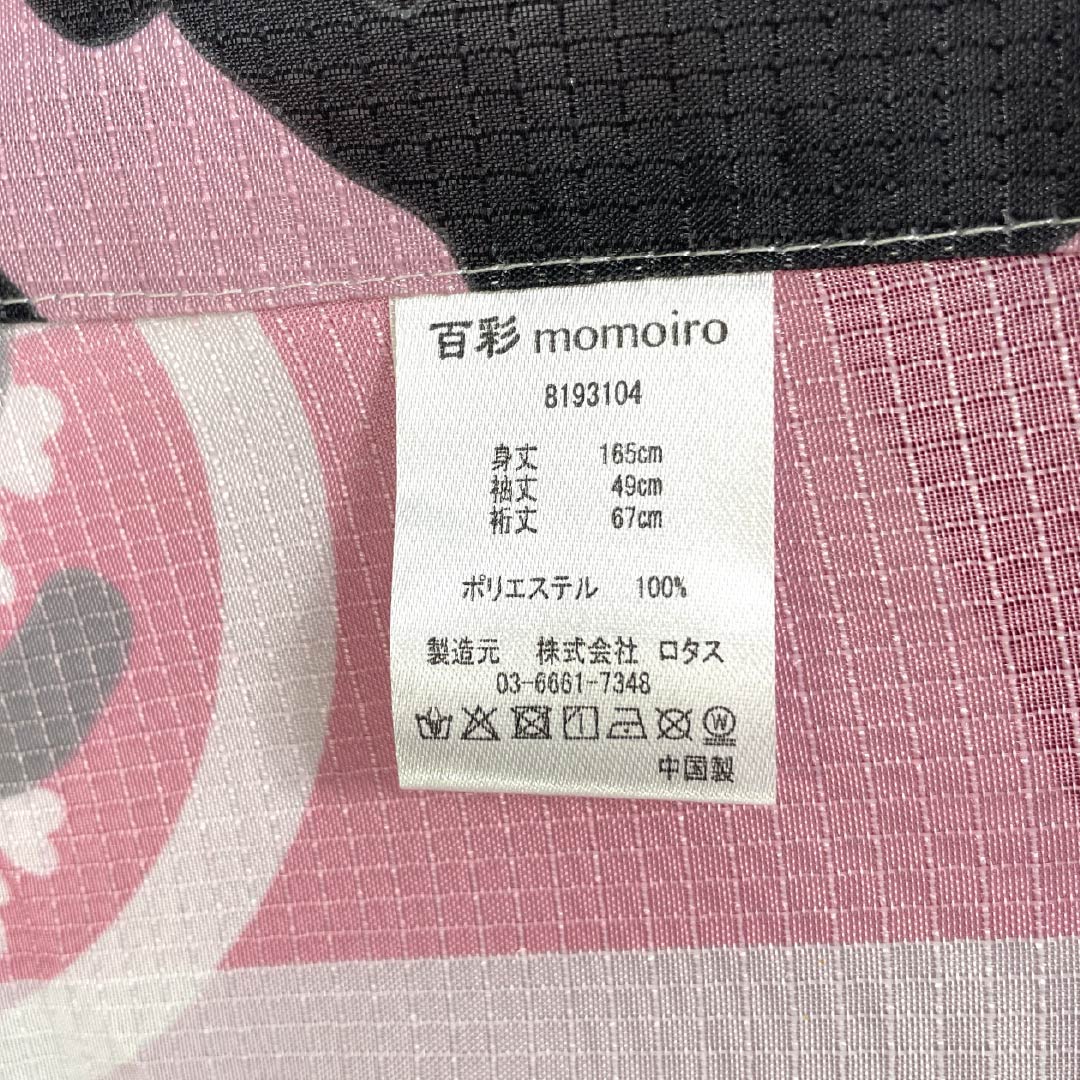 百彩 momoiro
8193104
身丈 165cm
袖丈 49cm
裄丈 67cm
ポリエステル 100%
製造元 株式会社 ロタス
03-6661-7348
W
中国製